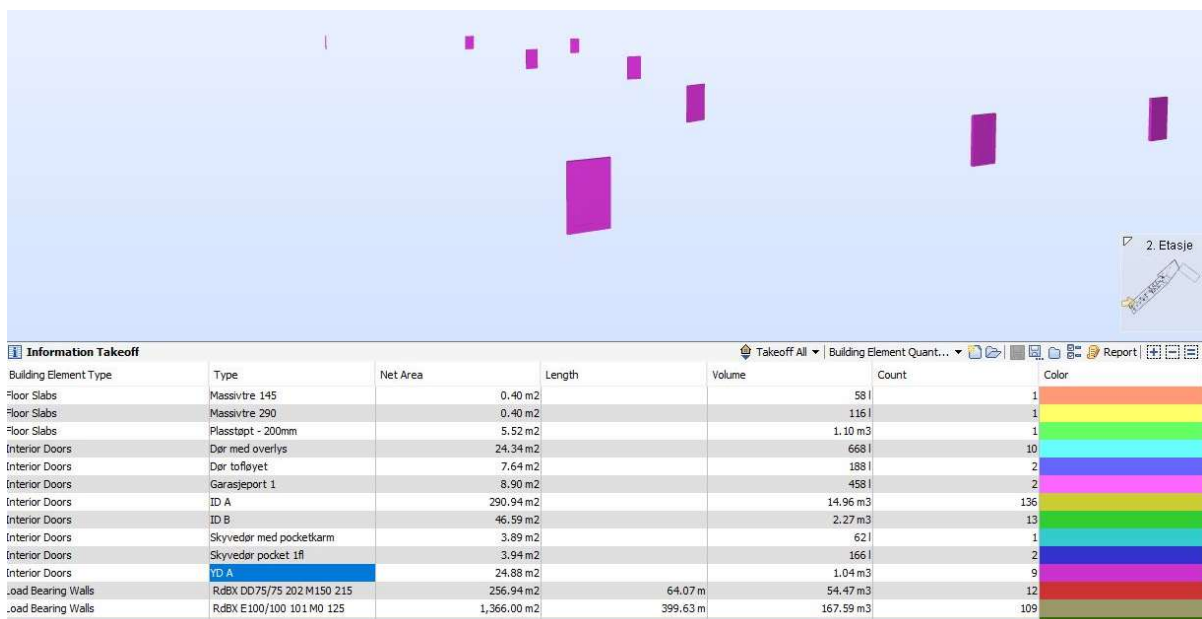 2. Etasje
Information Takeoff Takeoff All Building Element Quant... Report
Building Element Type Type Net Area Length Volume Count Color
Floor Slabs Massivtre 145 0.40 m2 58 l 1
Floor Slabs Massivtre 290 0.40 m2 116 l 1
Floor Slabs Plasstøpt - 200mm 5.52 m2 1.10 m3 1
Interior Doors Dør med overlys 24.34 m2 668 l 10
Interior Doors Dør tofløyet 7.64 m2 188 l 2
Interior Doors Garasjeport 1 8.90 m2 458 l 2
Interior Doors ID A 290.94 m2 14.96 m3 136
Interior Doors ID B 46.59 m2 2.27 m3 13
Interior Doors Skyvedør med pocketkarm 3.89 m2 62 l 1
Interior Doors Skyvedør pocket 1fl 3.94 m2 166 l 2
Interior Doors YD A 24.88 m2 1.04 m3 9
Load Bearing Walls RdBX DD75/75 202 M150 215 256.94 m2 64.07 m 54.47 m3 12
Load Bearing Walls RdBX E100/100 101 M0 125 1,366.00 m2 399.63 m 167.59 m3 109